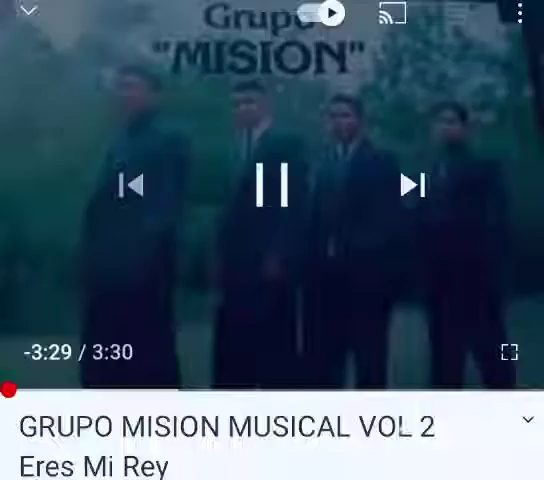 Grupo
"MISION"
-3:29 / 3:30
GRUPO MISION MUSICAL VOL 2
Eres Mi Rey